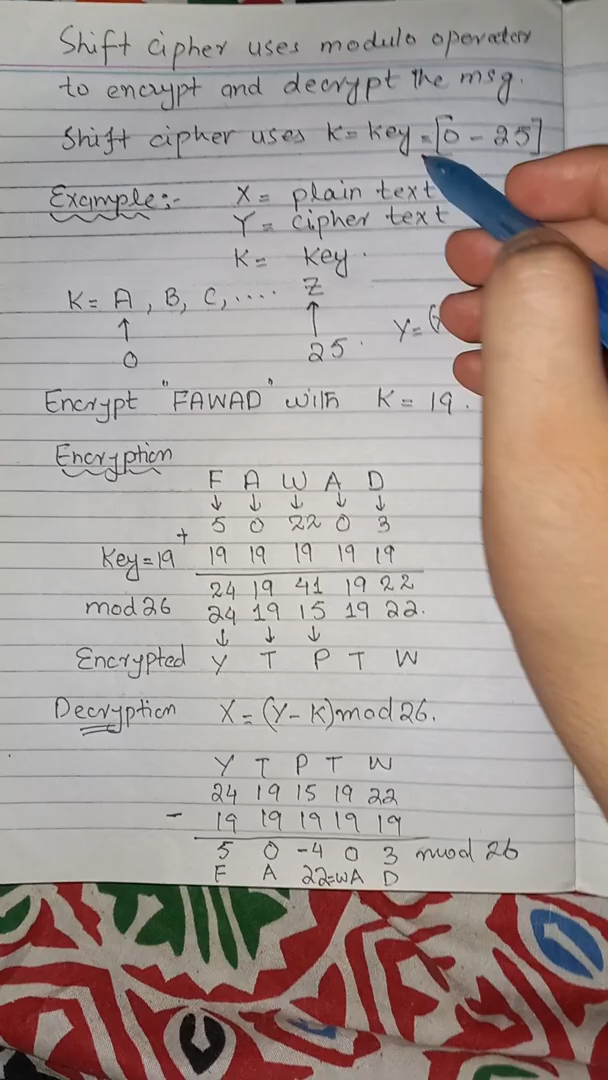 Shift cipher uses modulo operator
to encrypt and decrypt the msg.
Shift cipher uses K = Key = [0 - 25]
Example:- X = plain text
Y = cipher text
K = Key.
K = A, B, C, .... Z
↑ ↑
0 25. Y = (
Encrypt "FAWAD" with K = 19.
Encryption
F A W A D
↓ ↓ ↓ ↓ ↓
5 0 22 0 3
+
Key=19 19 19 19 19 19
24 19 41 19 22
mod 26 24 19 15 19 22.
↓ ↓ ↓
Encrypted Y T P T W
Decryption X = (Y - K) mod 26.
Y T P T W
24 19 15 19 22
- 19 19 19 19 19
5 0 -4 0 3 mod 26
F A 22=W A D